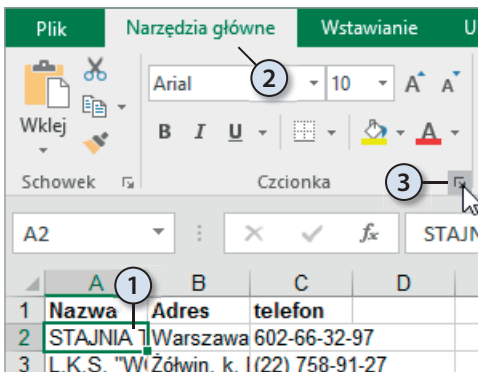 Plik Narzędzia główne Wstawianie U
2
Arial 10 A A
Wklej B I U A
Schowek Czcionka 3
A2 fx STAJN
A 1 B C D
1 Nazwa Adres telefon
2 STAJNIA T Warszawa 602-66-32-97
3 L.K.S. "W( Żółwin, k. I (22) 758-91-27